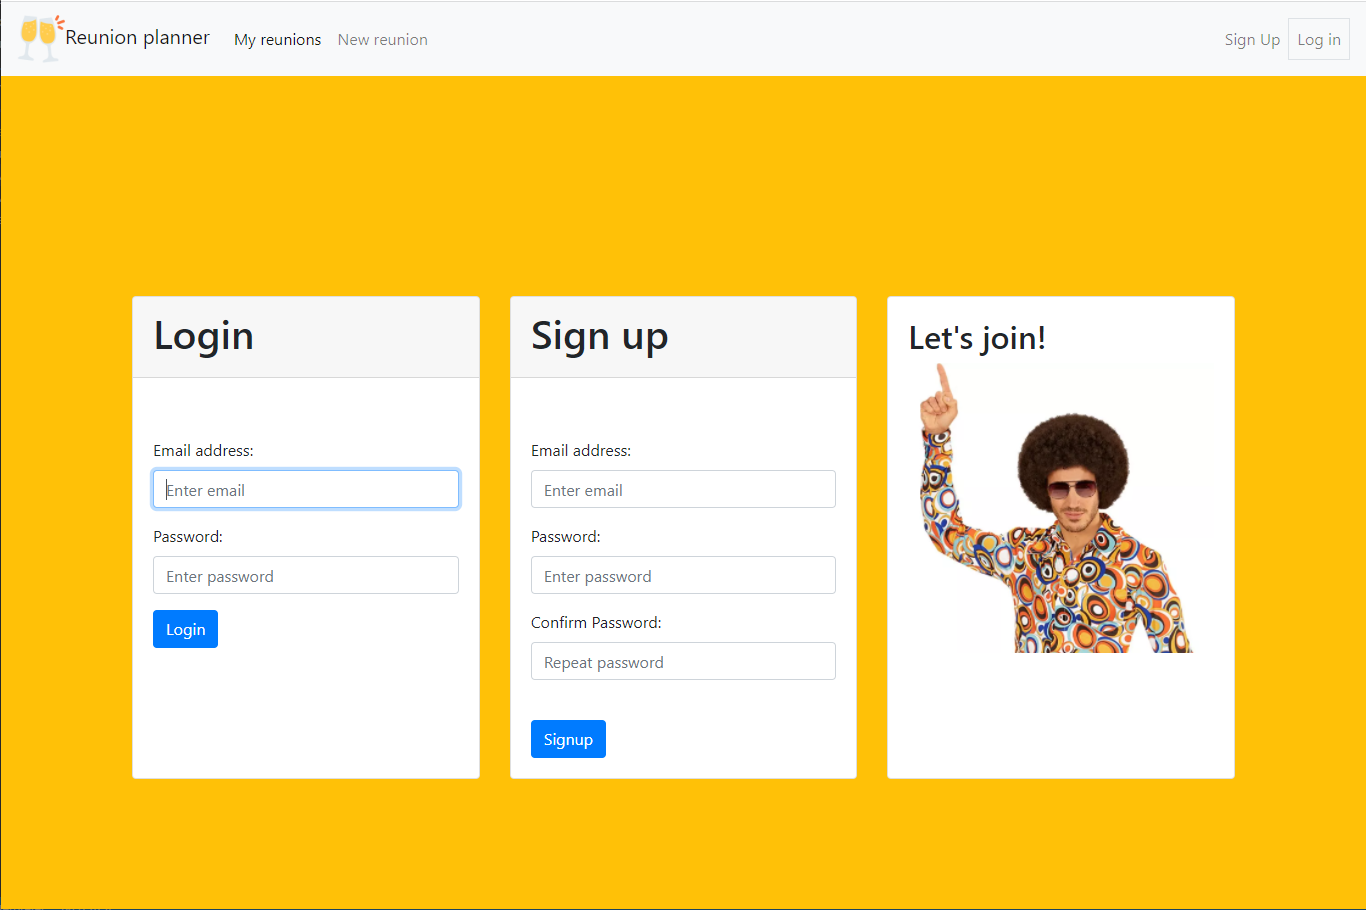 Reunion planner My reunions New reunion Sign Up Log in
Login
Email address:
Enter email
Password:
Enter password
Login
Sign up
Email address:
Enter email
Password:
Enter password
Confirm Password:
Repeat password
Signup
Let's join!